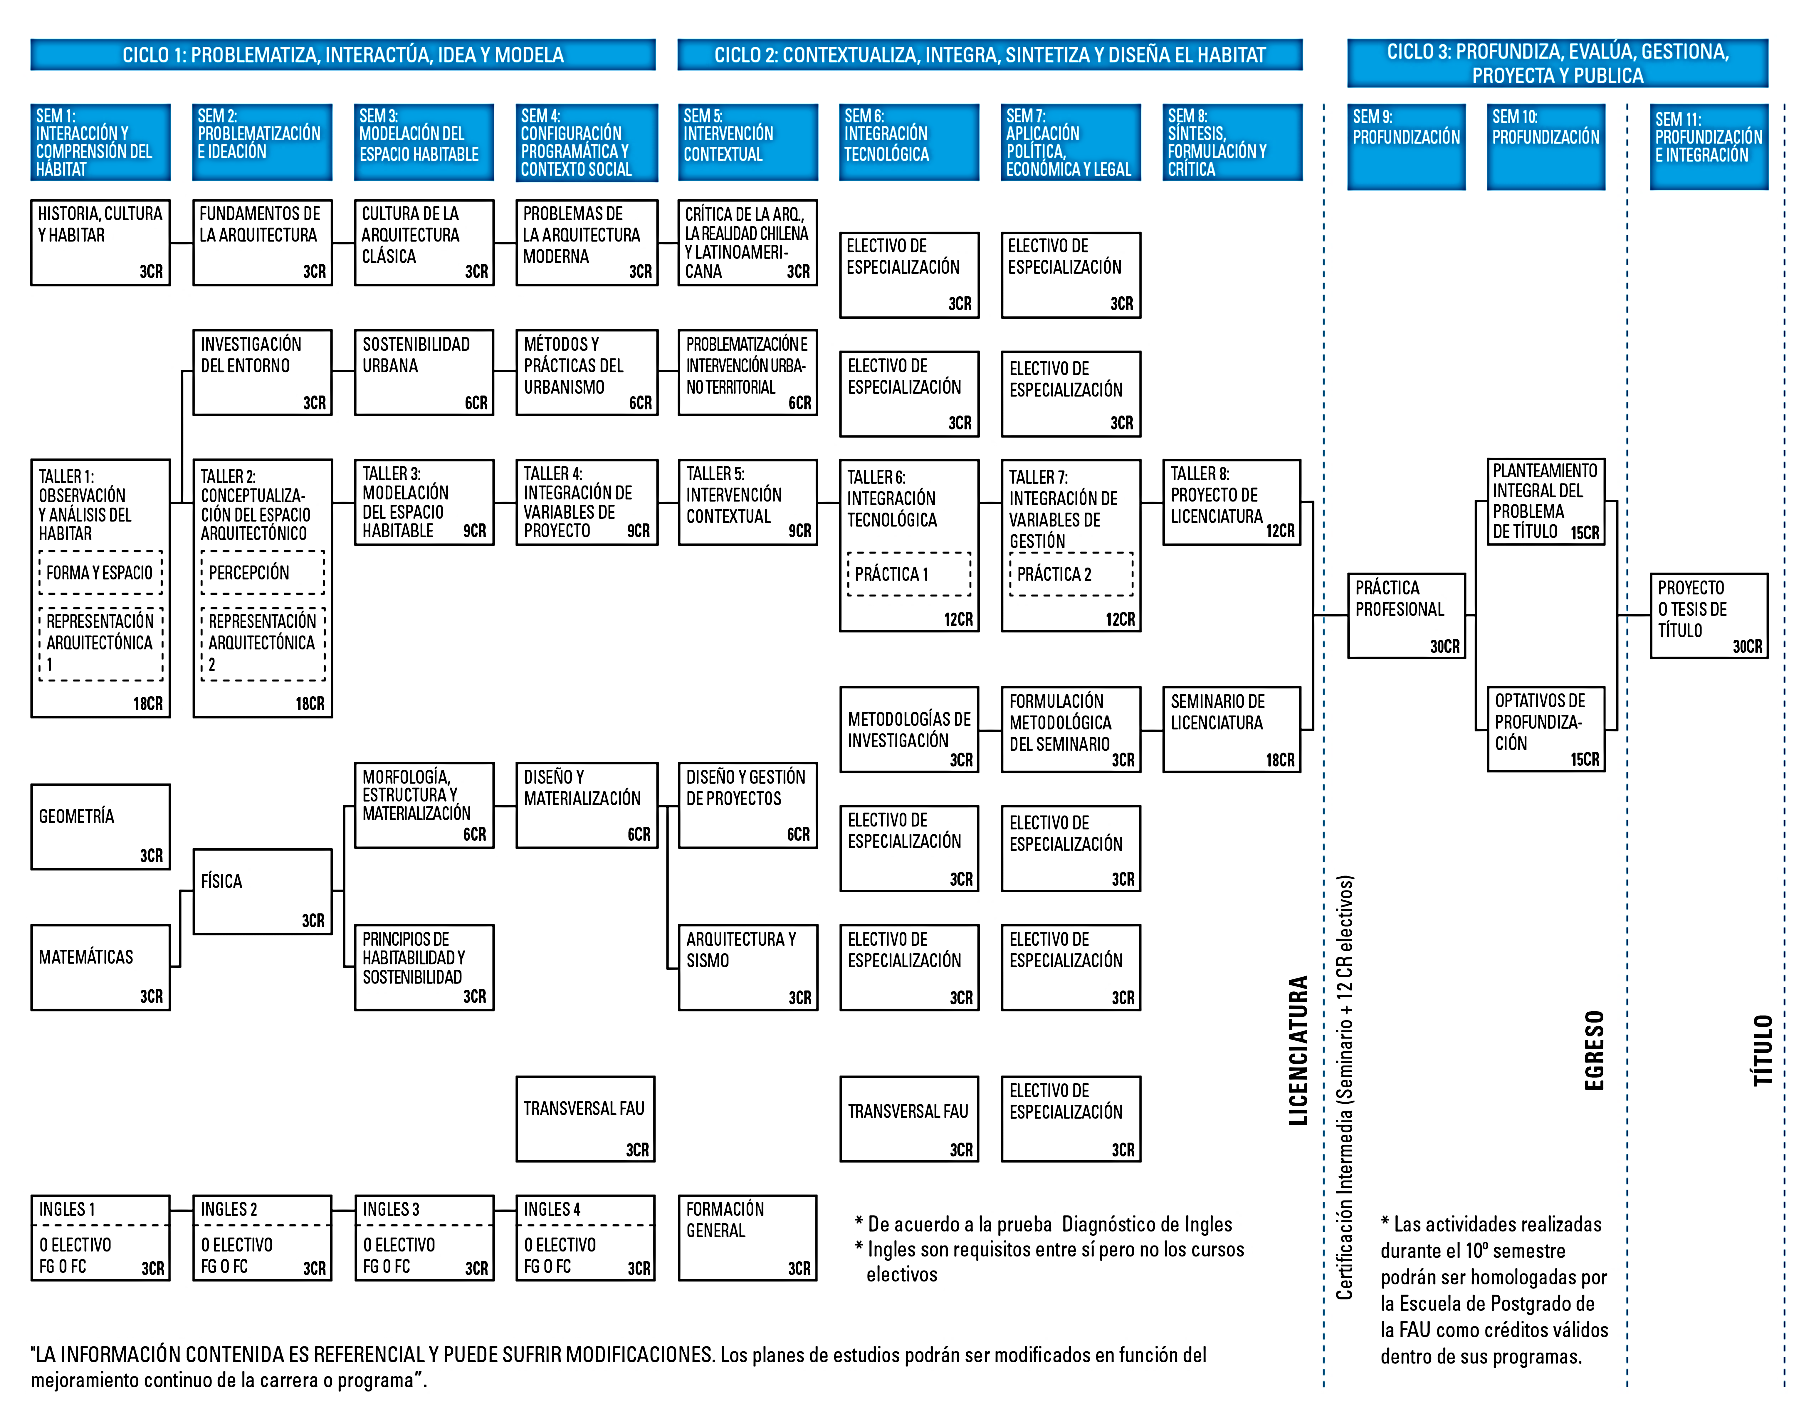 CICLO 1: PROBLEMATIZA, INTERACTÚA, IDEA Y MODELA
CICLO 2: CONTEXTUALIZA, INTEGRA, SINTETIZA Y DISEÑA EL HABITAT
CICLO 3: PROFUNDIZA, EVALÚA, GESTIONA,
PROYECTA Y PUBLICA
SEM 1:
INTERACCIÓN Y
COMPRENSIÓN DEL
HÁBITAT
SEM 2:
PROBLEMATIZACIÓN
E IDEACIÓN
SEM 3:
MODELACIÓN DEL
ESPACIO HABITABLE
SEM 4:
CONFIGURACIÓN
PROGRAMÁTICA Y
CONTEXTO SOCIAL
SEM 5:
INTERVENCIÓN
CONTEXTUAL
SEM 6:
INTEGRACIÓN
TECNOLÓGICA
SEM 7:
APLICACIÓN
POLÍTICA,
ECONÓMICA Y LEGAL
SEM 8:
SÍNTESIS,
FORMULACIÓN Y
CRÍTICA
SEM 9:
PROFUNDIZACIÓN
SEM 10:
PROFUNDIZACIÓN
SEM 11:
PROFUNDIZACIÓN
E INTEGRACIÓN
HISTORIA, CULTURA
Y HABITAR
3CR
FUNDAMENTOS DE
LA ARQUITECTURA
3CR
CULTURA DE LA
ARQUITECTURA
CLÁSICA
3CR
PROBLEMAS DE
LA ARQUITECTURA
MODERNA
3CR
CRÍTICA DE LA ARQ.,
LA REALIDAD CHILENA
Y LATINOAMERI-
CANA 3CR
ELECTIVO DE
ESPECIALIZACIÓN
3CR
ELECTIVO DE
ESPECIALIZACIÓN
3CR
INVESTIGACIÓN
DEL ENTORNO
3CR
SOSTENIBILIDAD
URBANA
6CR
MÉTODOS Y
PRÁCTICAS DEL
URBANISMO
6CR
PROBLEMATIZACIÓN E
INTERVENCIÓN URBA-
NO TERRITORIAL
6CR
ELECTIVO DE
ESPECIALIZACIÓN
3CR
ELECTIVO DE
ESPECIALIZACIÓN
3CR
TALLER 1:
OBSERVACIÓN
Y ANÁLISIS DEL
HABITAR
FORMA Y ESPACIO
REPRESENTACIÓN
ARQUITECTÓNICA
1
18CR
TALLER 2:
CONCEPTUALIZA-
CIÓN DEL ESPACIO
ARQUITECTÓNICO
PERCEPCIÓN
REPRESENTACIÓN
ARQUITECTÓNICA
2
18CR
TALLER 3:
MODELACIÓN
DEL ESPACIO
HABITABLE 9CR
TALLER 4:
INTEGRACIÓN DE
VARIABLES DE
PROYECTO 9CR
TALLER 5:
INTERVENCIÓN
CONTEXTUAL
9CR
TALLER 6:
INTEGRACIÓN
TECNOLÓGICA
PRÁCTICA 1
12CR
TALLER 7:
INTEGRACIÓN DE
VARIABLES DE
GESTIÓN
PRÁCTICA 2
12CR
TALLER 8:
PROYECTO DE
LICENCIATURA
12CR
PRÁCTICA
PROFESIONAL
30CR
PLANTEAMIENTO
INTEGRAL DEL
PROBLEMA
DE TÍTULO 15CR
PROYECTO
O TESIS DE
TÍTULO
30CR
METODOLOGÍAS DE
INVESTIGACIÓN
3CR
FORMULACIÓN
METODOLÓGICA
DEL SEMINARIO
3CR
SEMINARIO DE
LICENCIATURA
18CR
OPTATIVOS DE
PROFUNDIZA-
CIÓN
15CR
GEOMETRÍA
3CR
MATEMÁTICAS
3CR
FÍSICA
3CR
MORFOLOGÍA,
ESTRUCTURA Y
MATERIALIZACIÓN
6CR
DISEÑO Y
MATERIALIZACIÓN
6CR
DISEÑO Y GESTIÓN
DE PROYECTOS
6CR
ELECTIVO DE
ESPECIALIZACIÓN
3CR
ELECTIVO DE
ESPECIALIZACIÓN
3CR
PRINCIPIOS DE
HABITABILIDAD Y
SOSTENIBILIDAD
3CR
ARQUITECTURA Y
SISMO
3CR
ELECTIVO DE
ESPECIALIZACIÓN
3CR
ELECTIVO DE
ESPECIALIZACIÓN
3CR
TRANSVERSAL FAU
3CR
TRANSVERSAL FAU
3CR
ELECTIVO DE
ESPECIALIZACIÓN
3CR
INGLES 1
O ELECTIVO
FG O FC 3CR
INGLES 2
O ELECTIVO
FG O FC 3CR
INGLES 3
O ELECTIVO
FG O FC 3CR
INGLES 4
O ELECTIVO
FG O FC 3CR
FORMACIÓN
GENERAL
3CR
* De acuerdo a la prueba Diagnóstico de Ingles
* Ingles son requisitos entre sí pero no los cursos
electivos
LICENCIATURA
Certificación Intermedia (Seminario + 12 CR electivos)
EGRESO
TÍTULO
* Las actividades realizadas
durante el 10º semestre
podrán ser homologadas por
la Escuela de Postgrado de
la FAU como créditos válidos
dentro de sus programas.
"LA INFORMACIÓN CONTENIDA ES REFERENCIAL Y PUEDE SUFRIR MODIFICACIONES. Los planes de estudios podrán ser modificados en función del
mejoramiento continuo de la carrera o programa”.